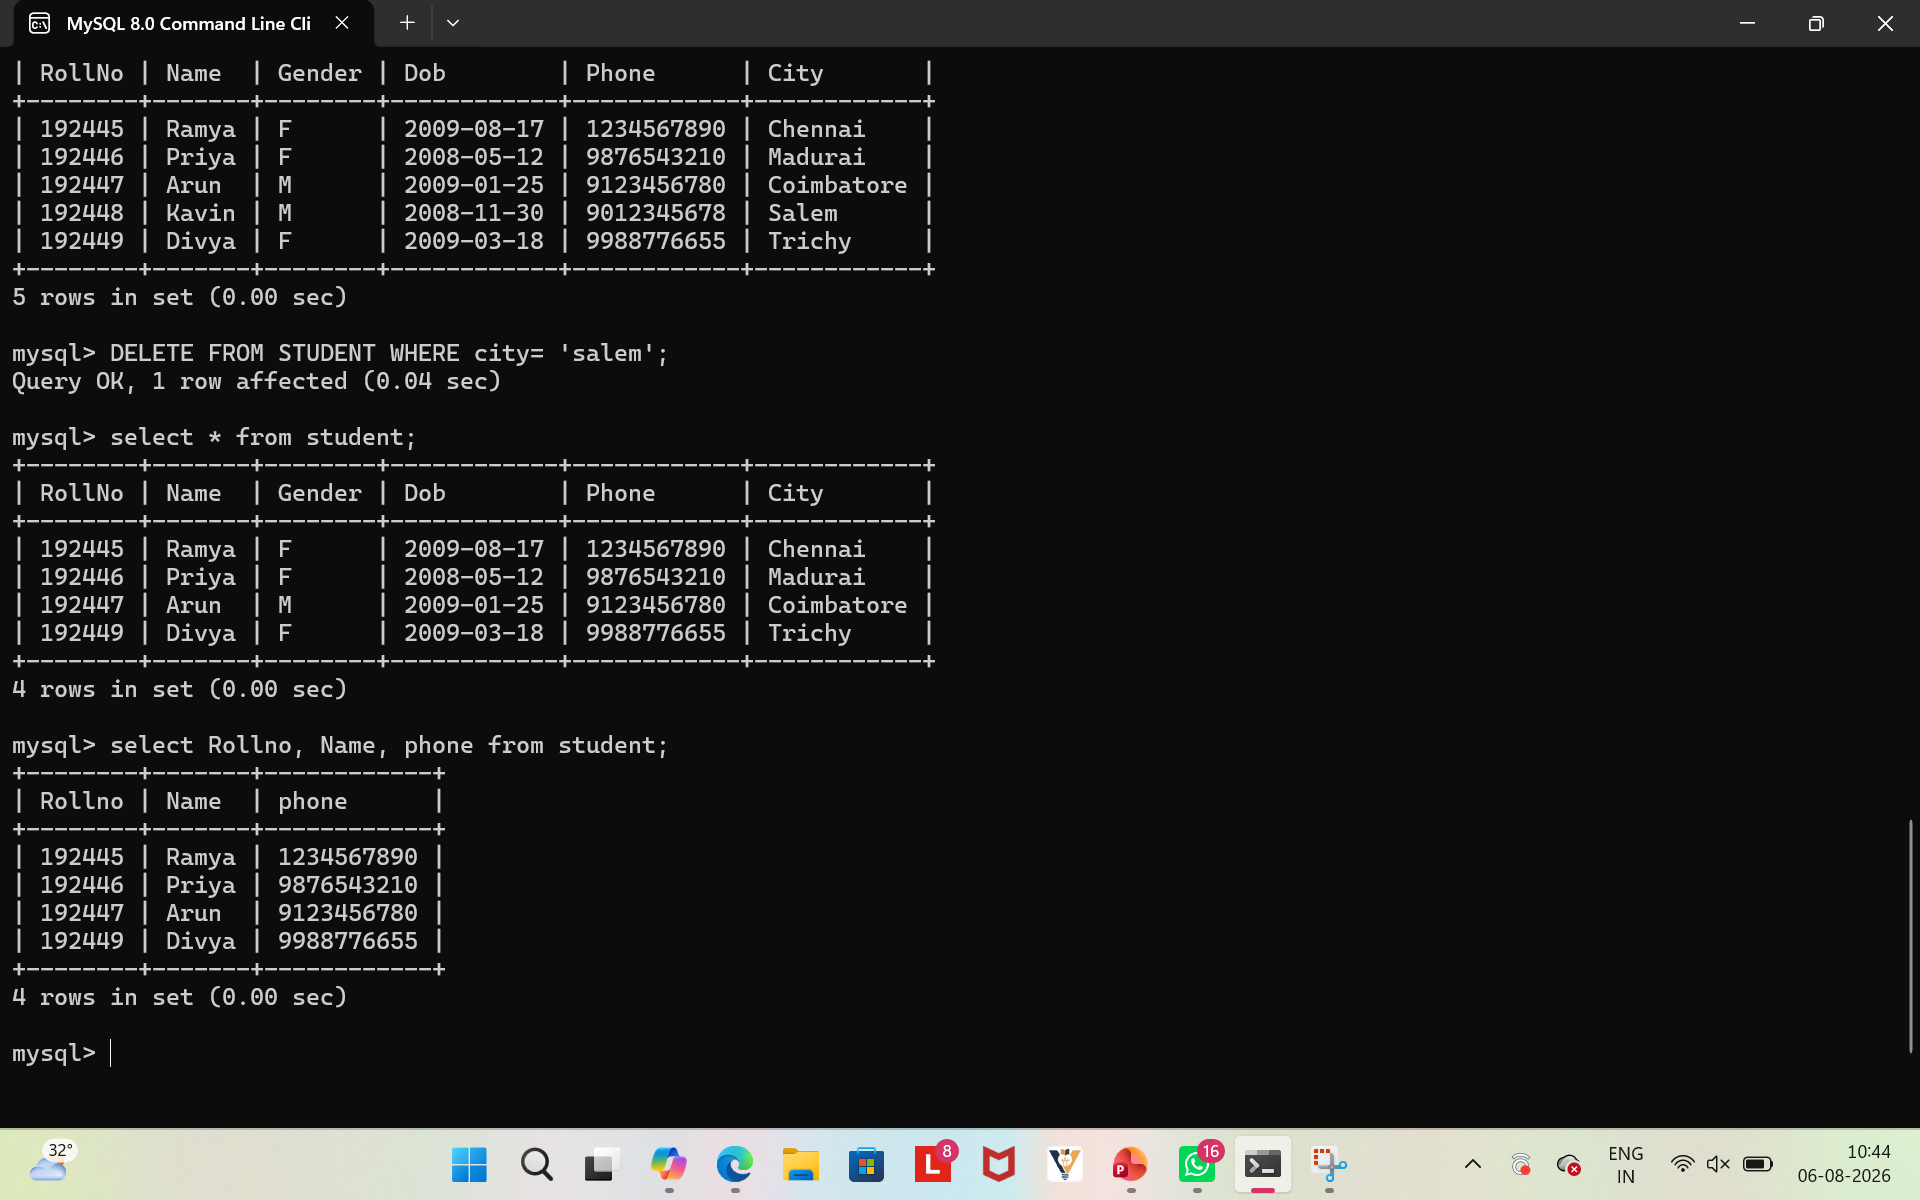 MySQL 8.0 Command Line Cli
| RollNo | Name  | Gender | Dob        | Phone      | City       |
+--------+-------+--------+------------+------------+------------+
| 192445 | Ramya | F      | 2009-08-17 | 1234567890 | Chennai    |
| 192446 | Priya | F      | 2008-05-12 | 9876543210 | Madurai    |
| 192447 | Arun  | M      | 2009-01-25 | 9123456780 | Coimbatore |
| 192448 | Kavin | M      | 2008-11-30 | 9012345678 | Salem      |
| 192449 | Divya | F      | 2009-03-18 | 9988776655 | Trichy     |
+--------+-------+--------+------------+------------+------------+
5 rows in set (0.00 sec)
mysql> DELETE FROM STUDENT WHERE city= 'salem';
Query OK, 1 row affected (0.04 sec)
mysql> select * from student;
+--------+-------+--------+------------+------------+------------+
| RollNo | Name  | Gender | Dob        | Phone      | City       |
+--------+-------+--------+------------+------------+------------+
| 192445 | Ramya | F      | 2009-08-17 | 1234567890 | Chennai    |
| 192446 | Priya | F      | 2008-05-12 | 9876543210 | Madurai    |
| 192447 | Arun  | M      | 2009-01-25 | 9123456780 | Coimbatore |
| 192449 | Divya | F      | 2009-03-18 | 9988776655 | Trichy     |
+--------+-------+--------+------------+------------+------------+
4 rows in set (0.00 sec)
mysql> select Rollno, Name, phone from student;
+--------+-------+------------+
| Rollno | Name  | phone      |
+--------+-------+------------+
| 192445 | Ramya | 1234567890 |
| 192446 | Priya | 9876543210 |
| 192447 | Arun  | 9123456780 |
| 192449 | Divya | 9988776655 |
+--------+-------+------------+
4 rows in set (0.00 sec)
mysql>
32°
L 8
16
ENG
IN
10:44
06-08-2026